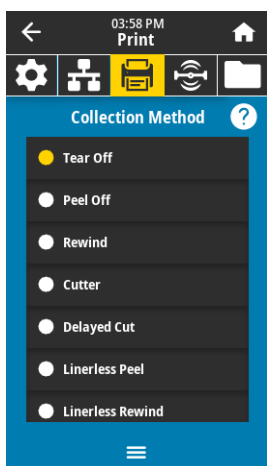 03:58 PM
Print
Collection Method
?
Tear Off
Peel Off
Rewind
Cutter
Delayed Cut
Linerless Peel
Linerless Rewind